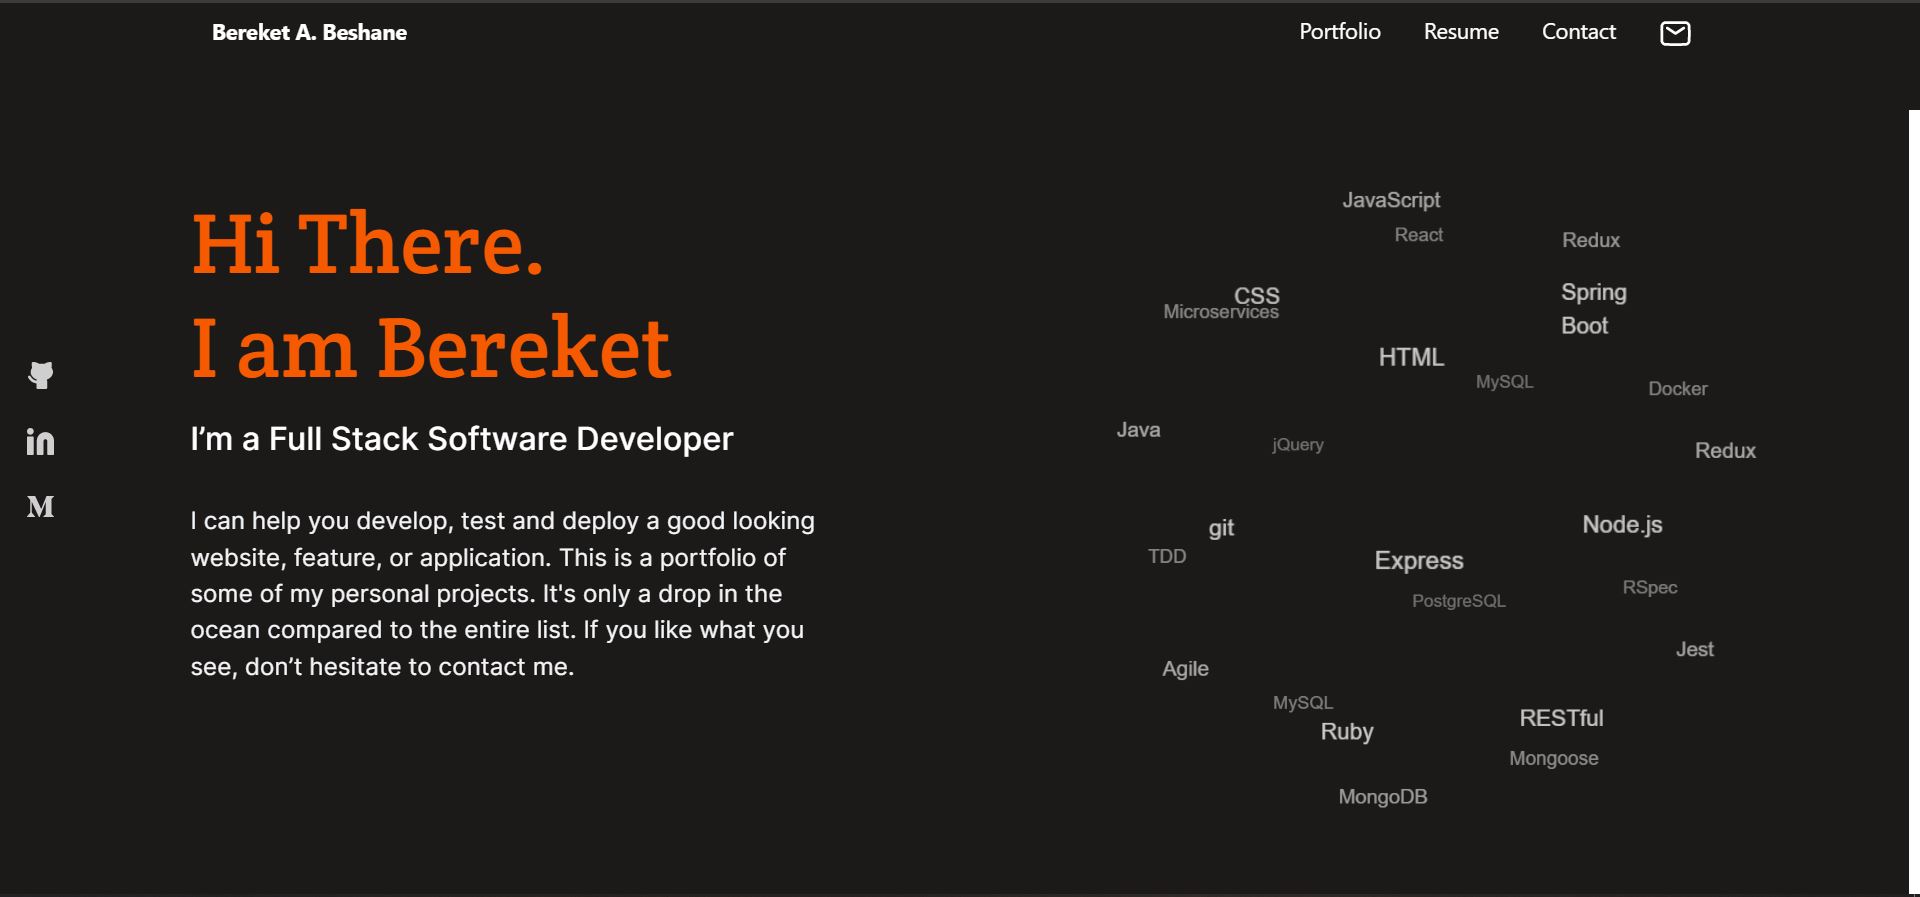 Bereket A. Beshane
Portfolio
Resume
Contact
Hi There.
I am Bereket
I’m a Full Stack Software Developer
I can help you develop, test and deploy a good looking
website, feature, or application. This is a portfolio of
some of my personal projects. It's only a drop in the
ocean compared to the entire list. If you like what you
see, don’t hesitate to contact me.
in
M
JavaScript
React
Redux
CSS
Microservices
Spring
Boot
HTML
MySQL
Docker
Java
jQuery
Redux
git
Node.js
TDD
Express
RSpec
PostgreSQL
Jest
Agile
MySQL
RESTful
Ruby
Mongoose
MongoDB